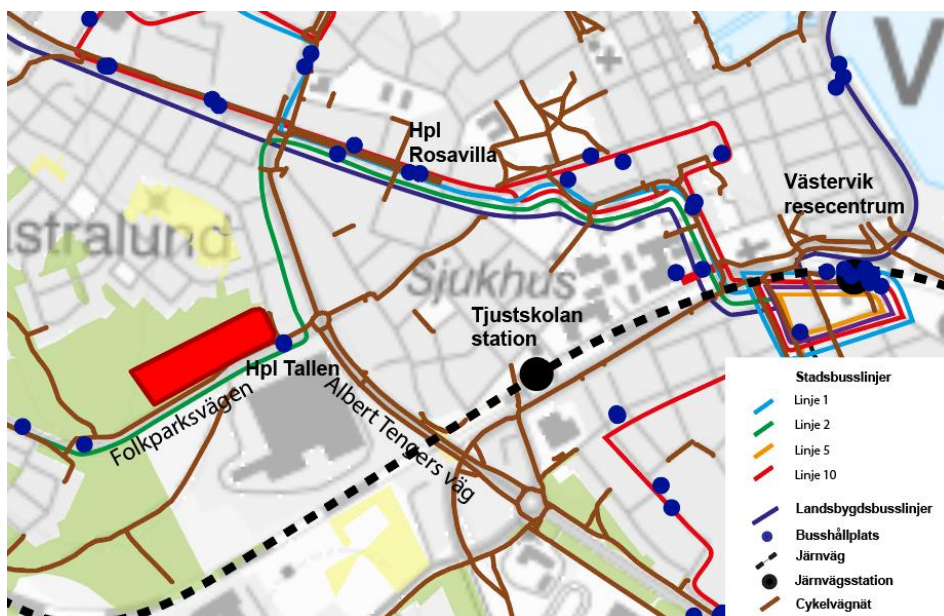 V
Hpl
Rosavilla
Västervik
resecentrum
stralund
Sjukhus
Tjustskolan
station
Hpl Tallen
Folkparksvägen
Albert Tengers väg
Stadsbusslinjer
Linje 1
Linje 2
Linje 5
Linje 10
Landsbygdsbusslinjer
Busshållplats
Järnväg
Järnvägsstation
Cykelvägnät